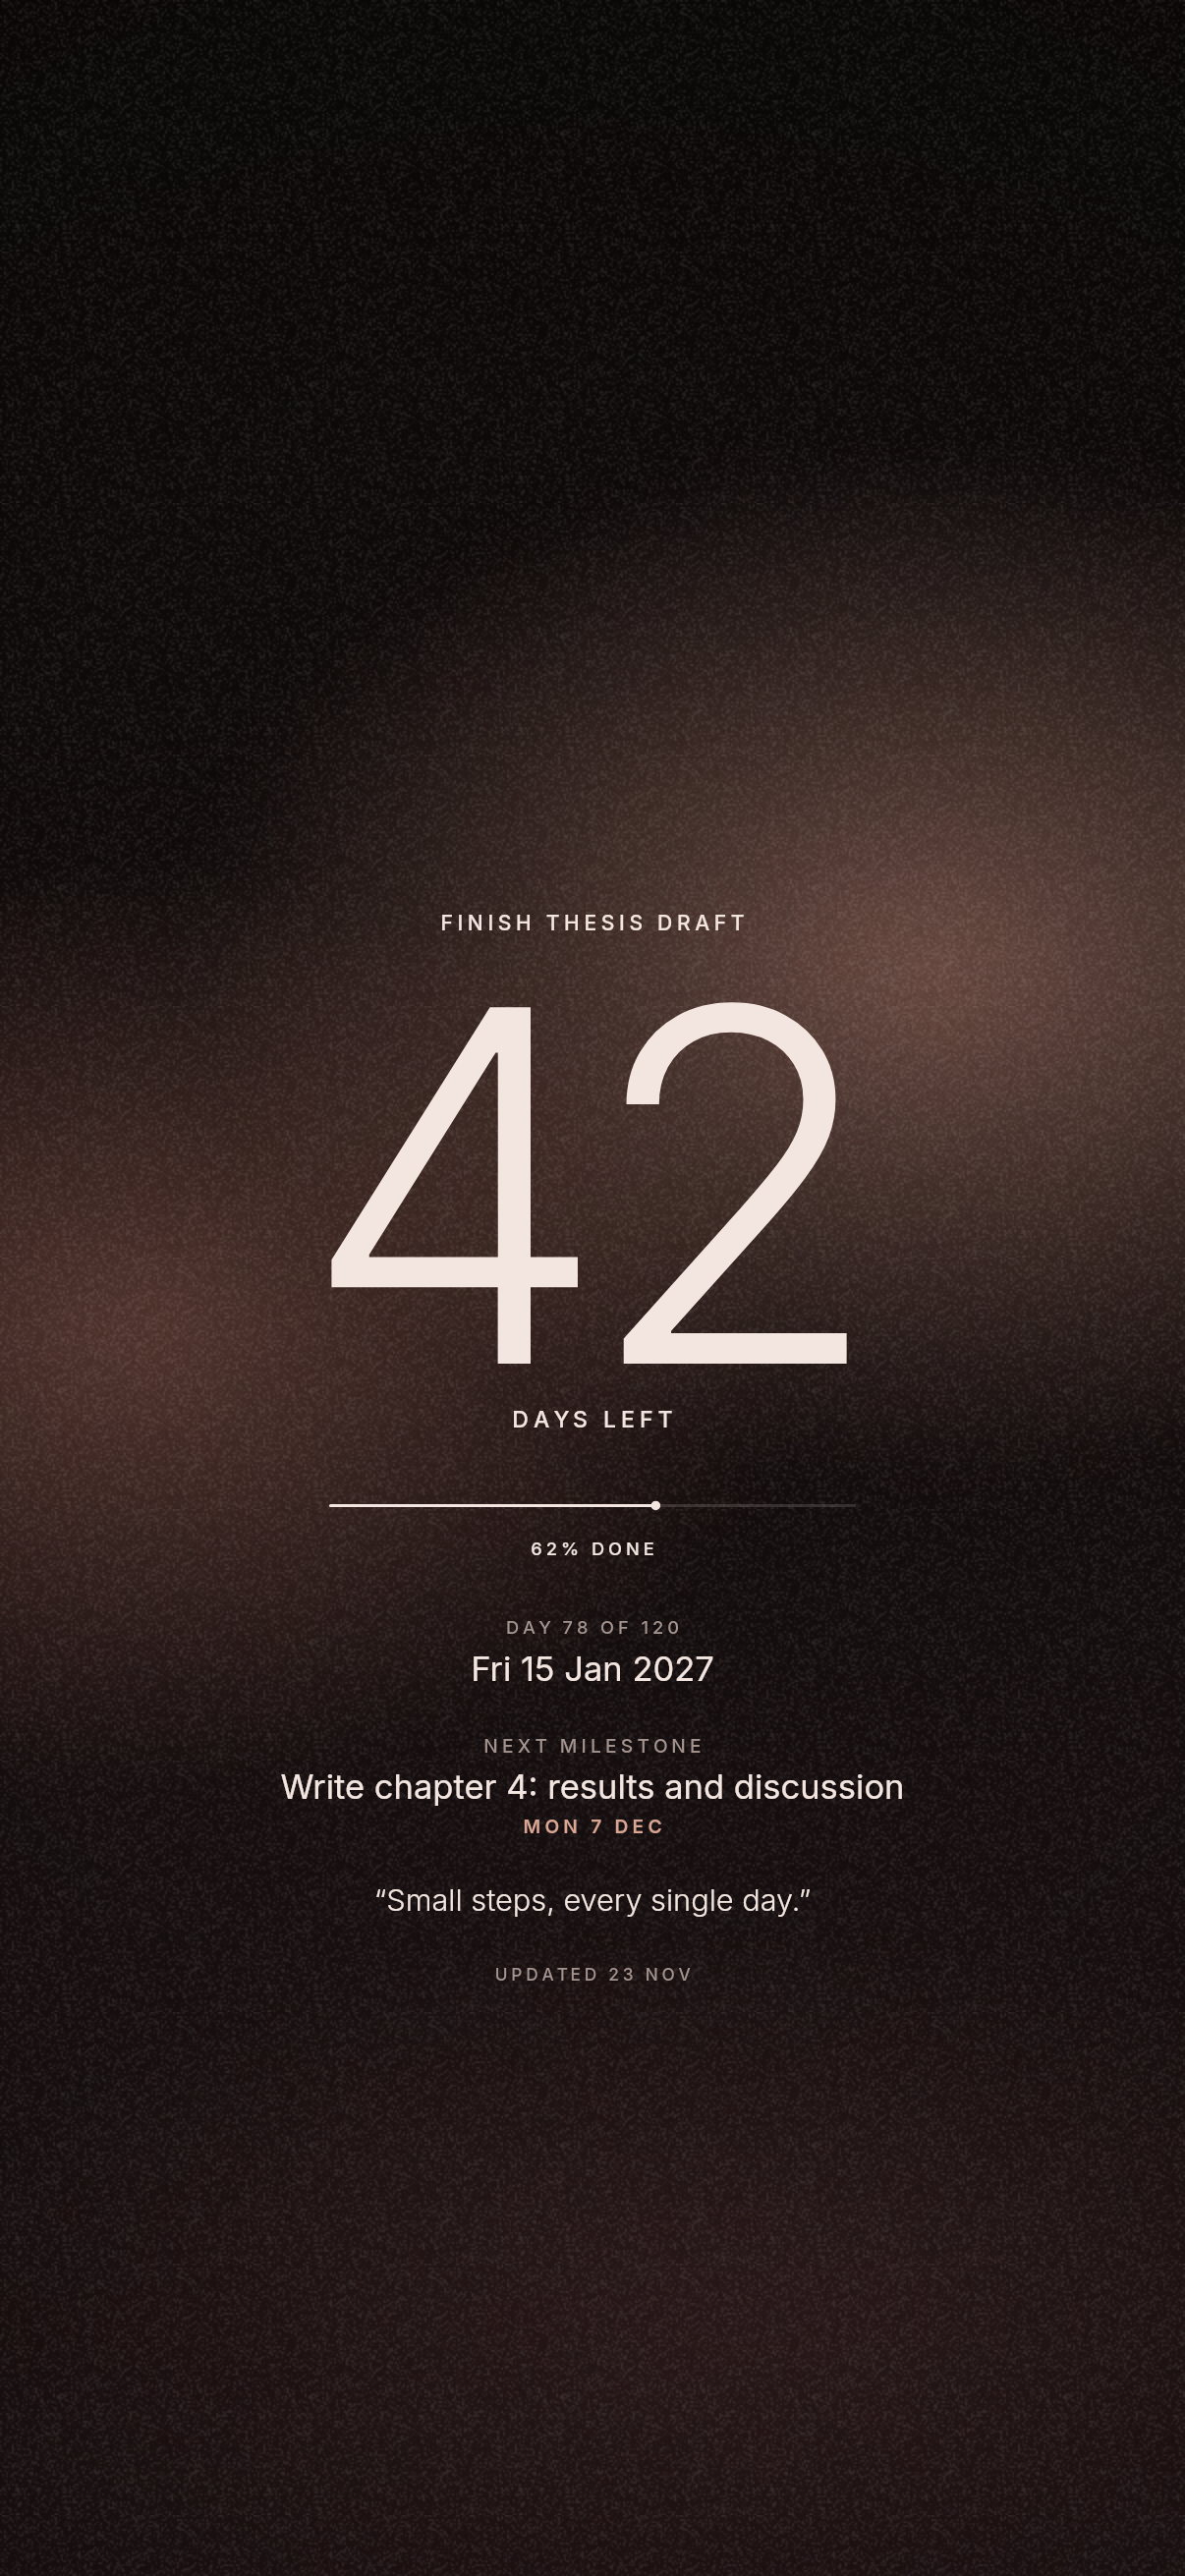 FINISH THESIS DRAFT
42
DAYS LEFT
62% DONE
DAY 78 OF 120
Fri 15 Jan 2027
NEXT MILESTONE
Write chapter 4: results and discussion
MON 7 DEC
“Small steps, every single day.”
UPDATED 23 NOV